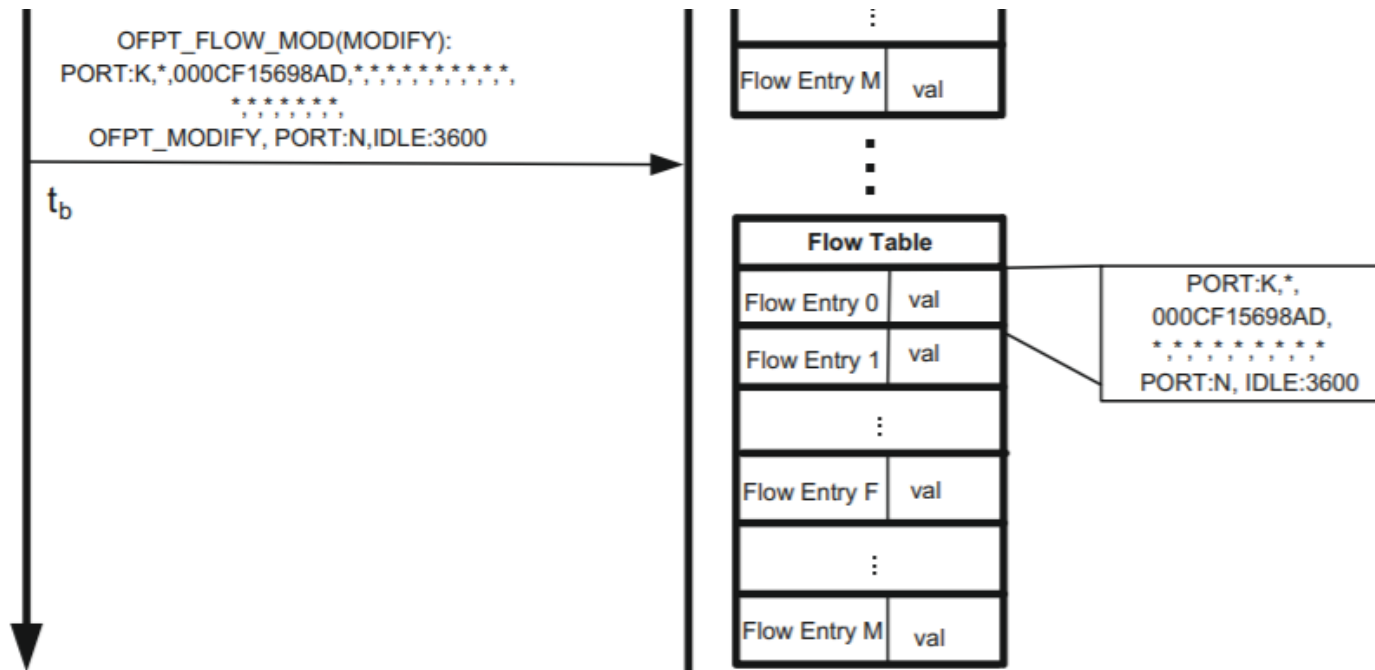 OFPT_FLOW_MOD(MODIFY):
PORT:K,*,000CF15698AD,*,*,*,*,*,*,*,*,*,*,
*,*,*,*,*,*,*,
OFPT_MODIFY, PORT:N,IDLE:3600
tb
⋮
Flow Entry M val
⋮
Flow Table
Flow Entry 0 val
Flow Entry 1 val
⋮
Flow Entry F val
⋮
Flow Entry M val
PORT:K,*,
000CF15698AD,
*,*,*,*,*,*,*,*,*
PORT:N, IDLE:3600